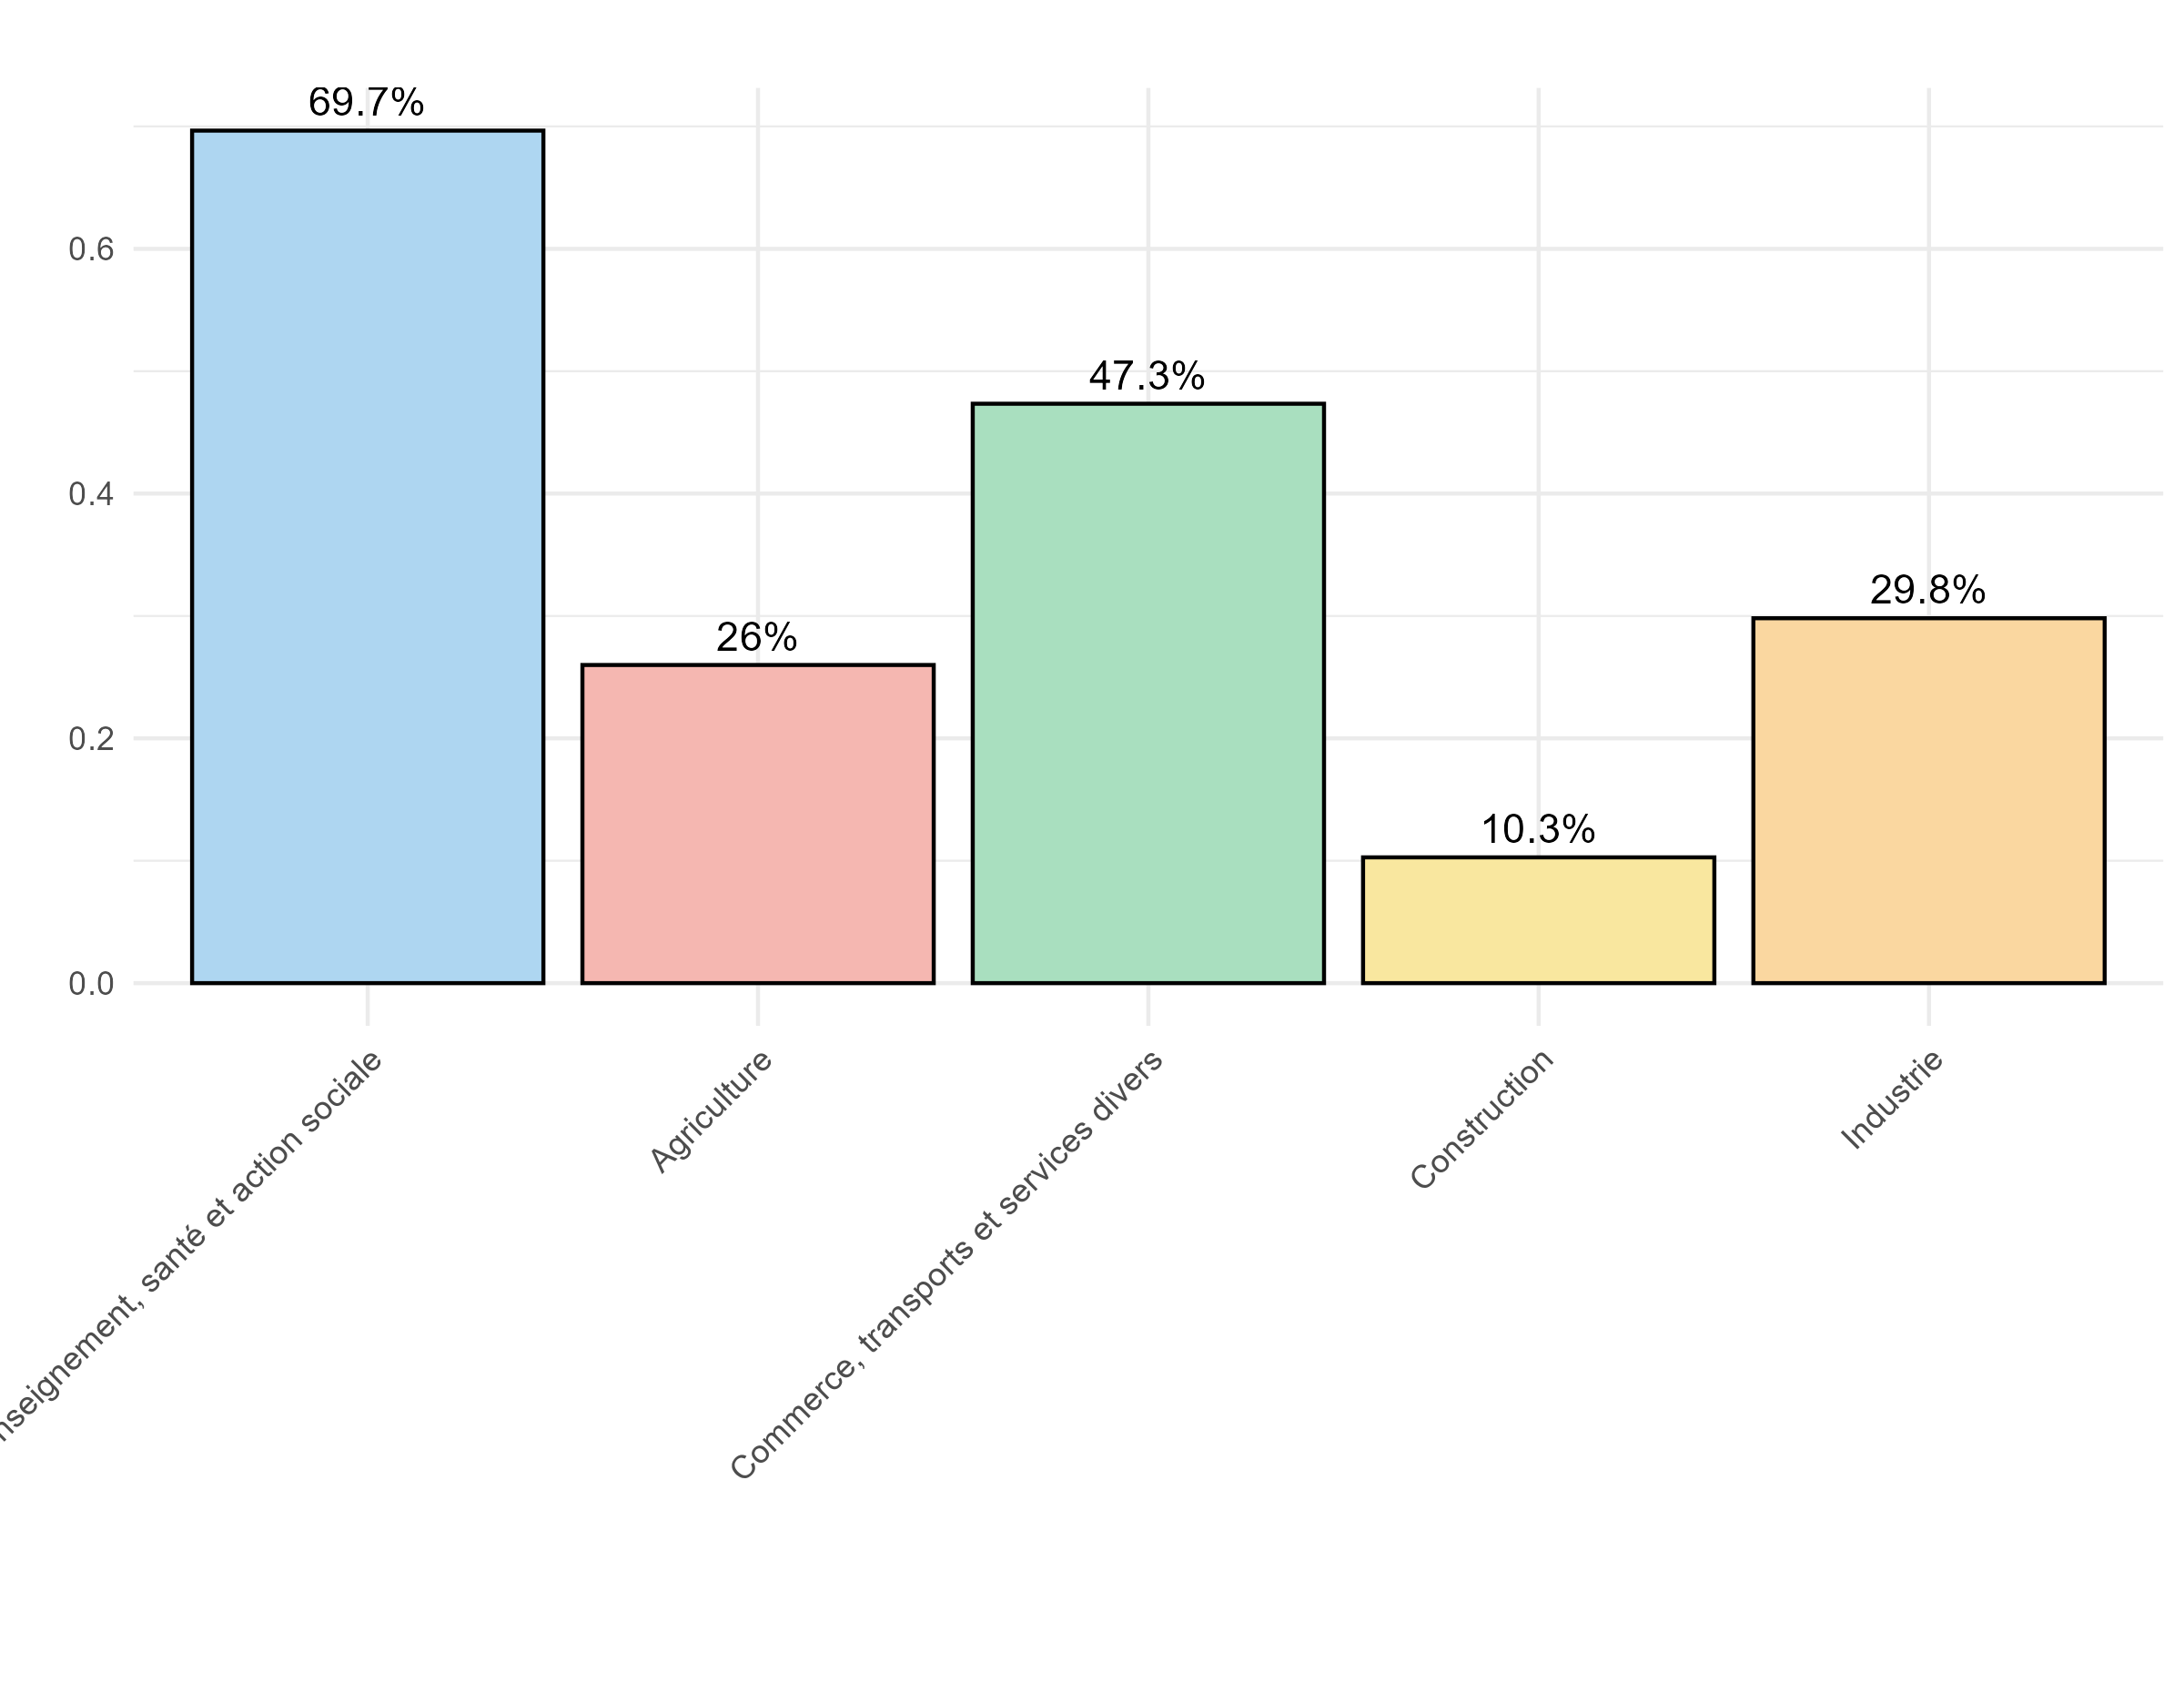 69.7%
26%
47.3%
10.3%
29.8%
0.6
0.4
0.2
0.0
nseignement, santé et action sociale
Agriculture
Commerce, transports et services divers
Construction
Industrie